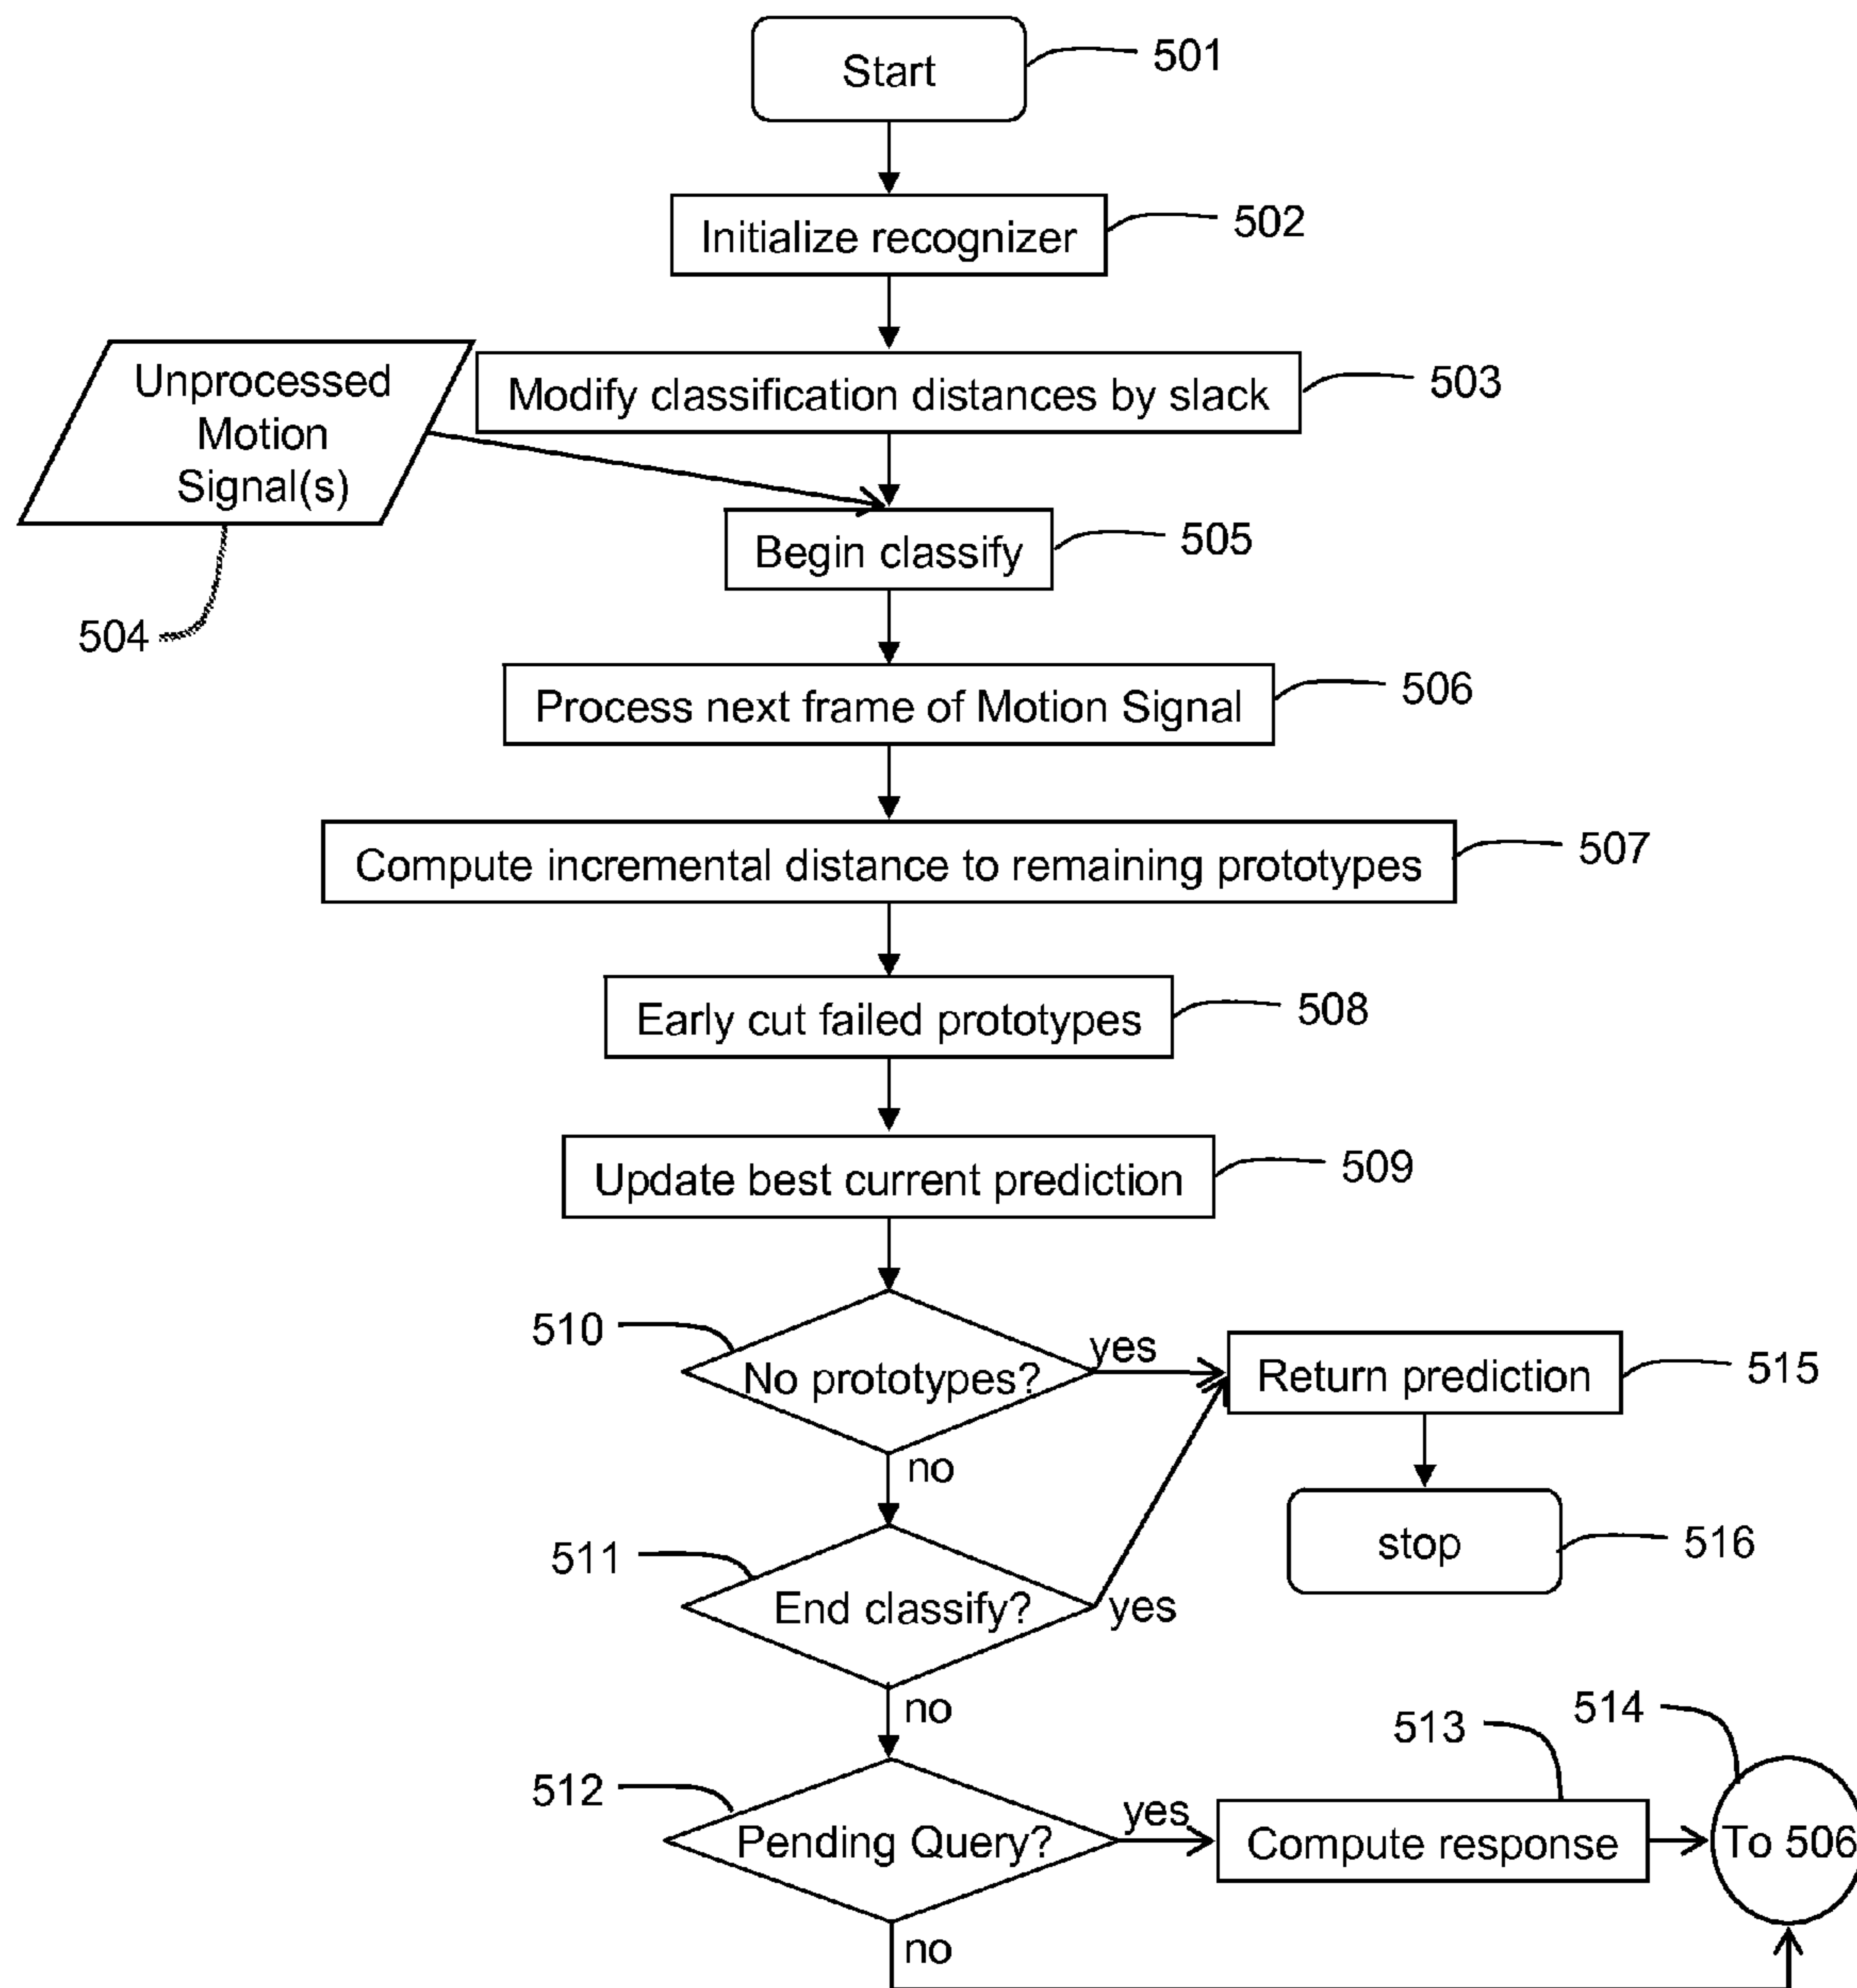 Start
501
Initialize recognizer
502
Unprocessed
Motion
Signal(s)
Modify classification distances by slack
503
504
Begin classify
505
Process next frame of Motion Signal
506
Compute incremental distance to remaining prototypes
507
Early cut failed prototypes
508
Update best current prediction
509
510
No prototypes?
yes
Return prediction
515
no
stop
516
511
End classify?
yes
no
512
Pending Query?
yes
513
Compute response
514
To 506
no